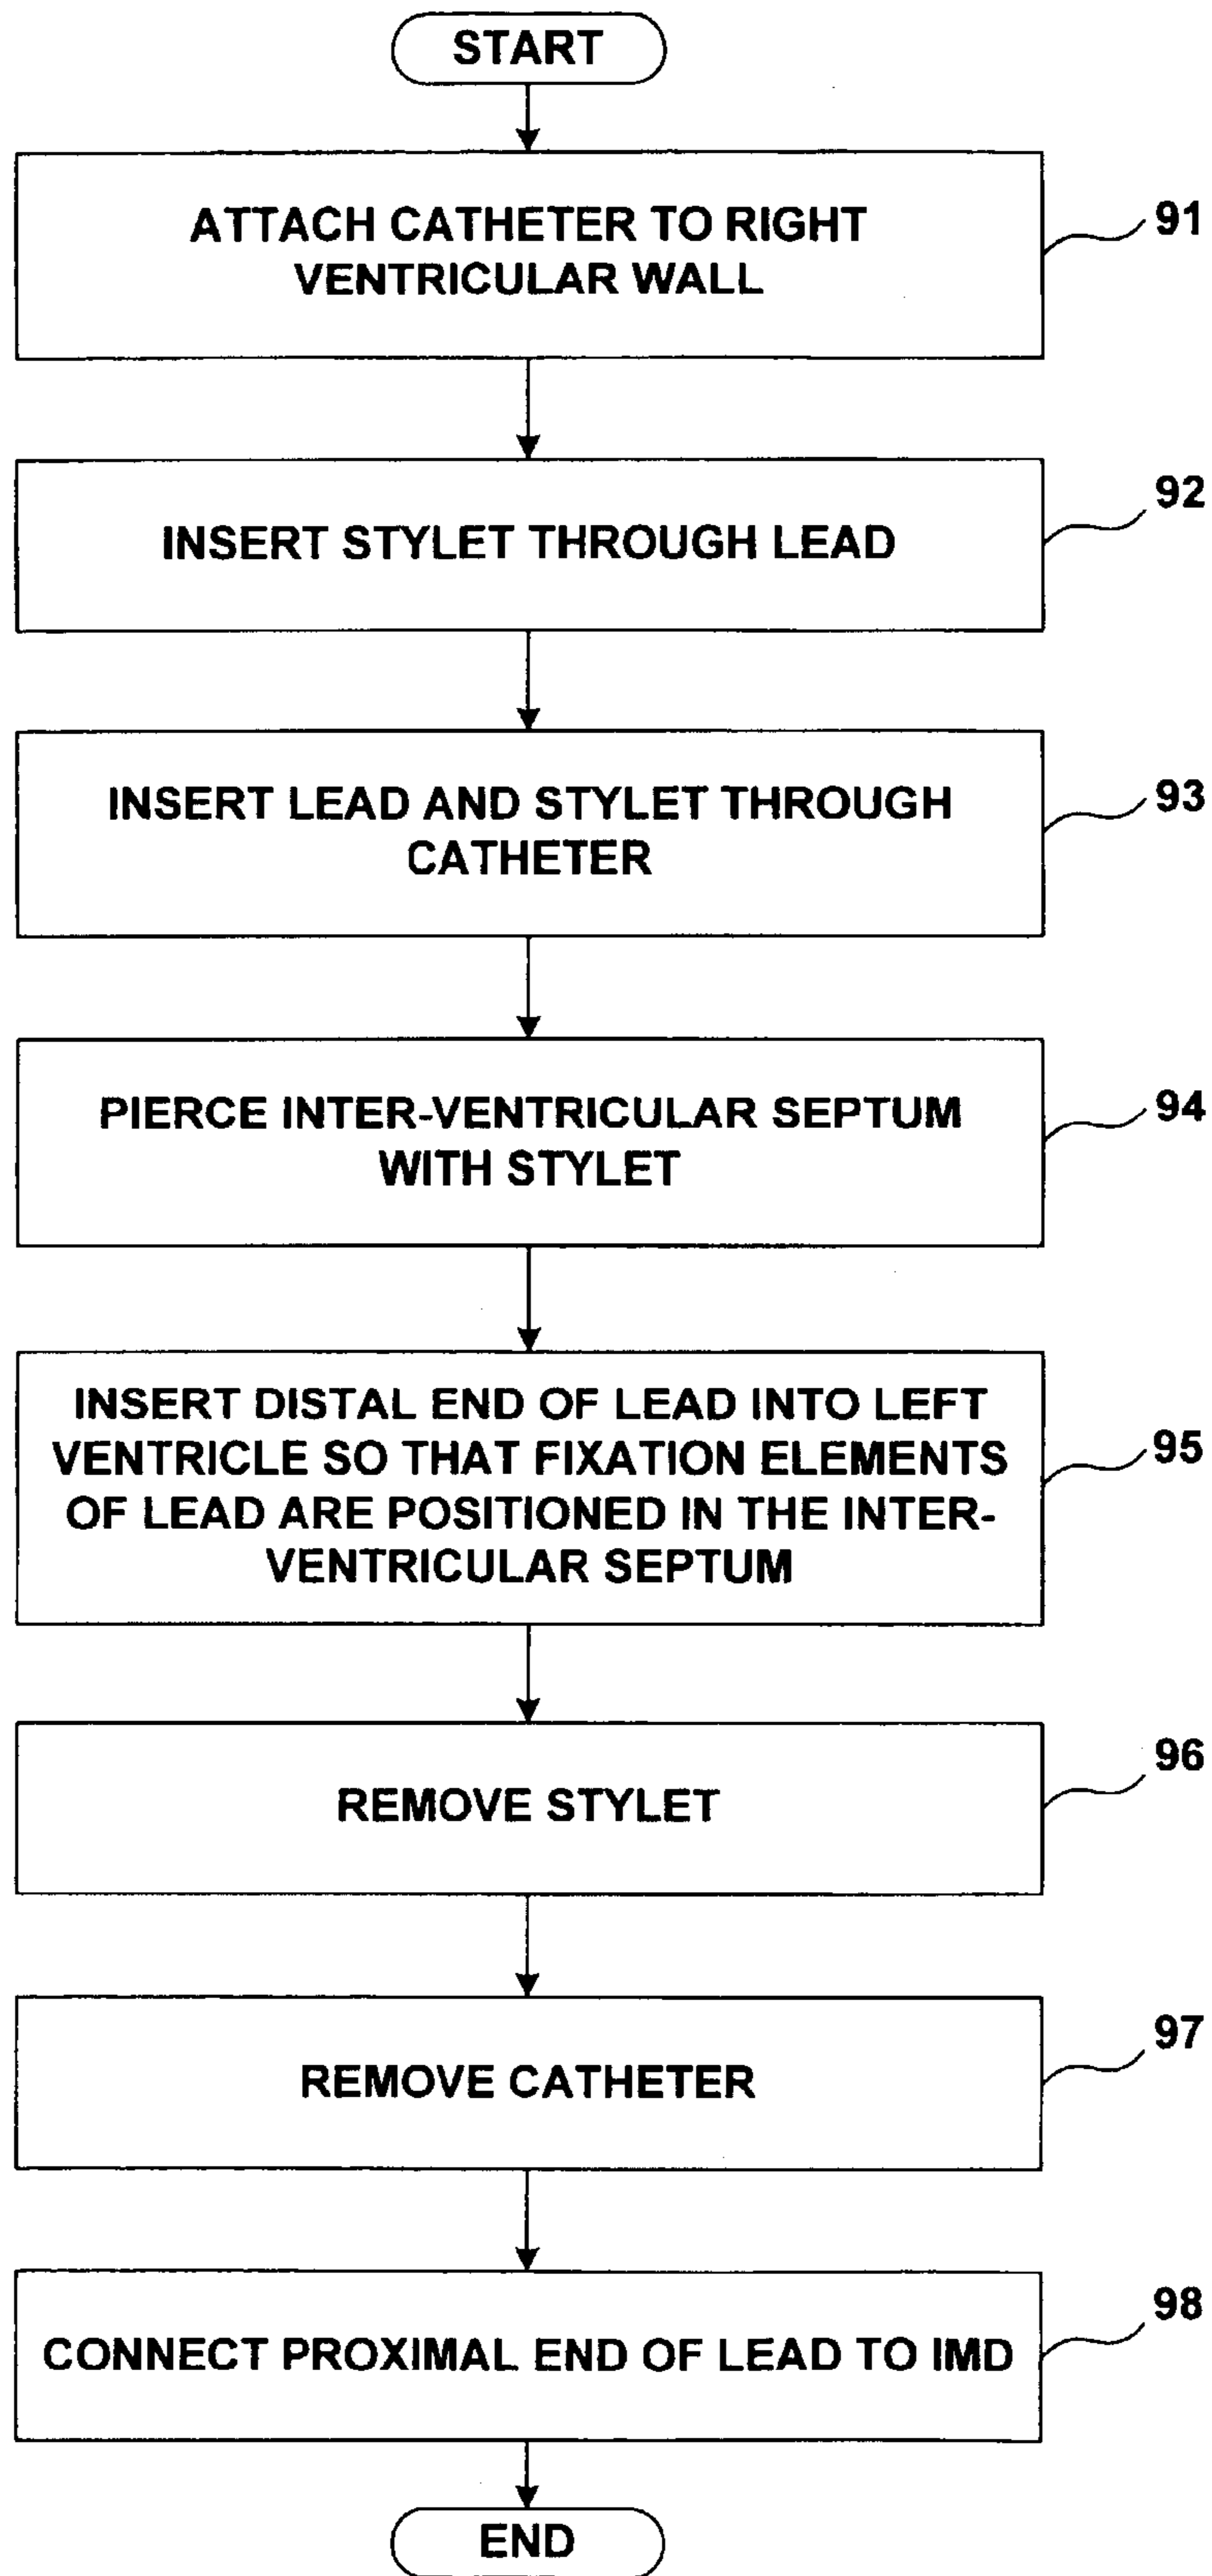 START
ATTACH CATHETER TO RIGHT
VENTRICULAR WALL
91
INSERT STYLET THROUGH LEAD
92
INSERT LEAD AND STYLET THROUGH
CATHETER
93
PIERCE INTER-VENTRICULAR SEPTUM
WITH STYLET
94
INSERT DISTAL END OF LEAD INTO LEFT
VENTRICLE SO THAT FIXATION ELEMENTS
OF LEAD ARE POSITIONED IN THE INTER-
VENTRICULAR SEPTUM
95
REMOVE STYLET
96
REMOVE CATHETER
97
CONNECT PROXIMAL END OF LEAD TO IMD
98
END